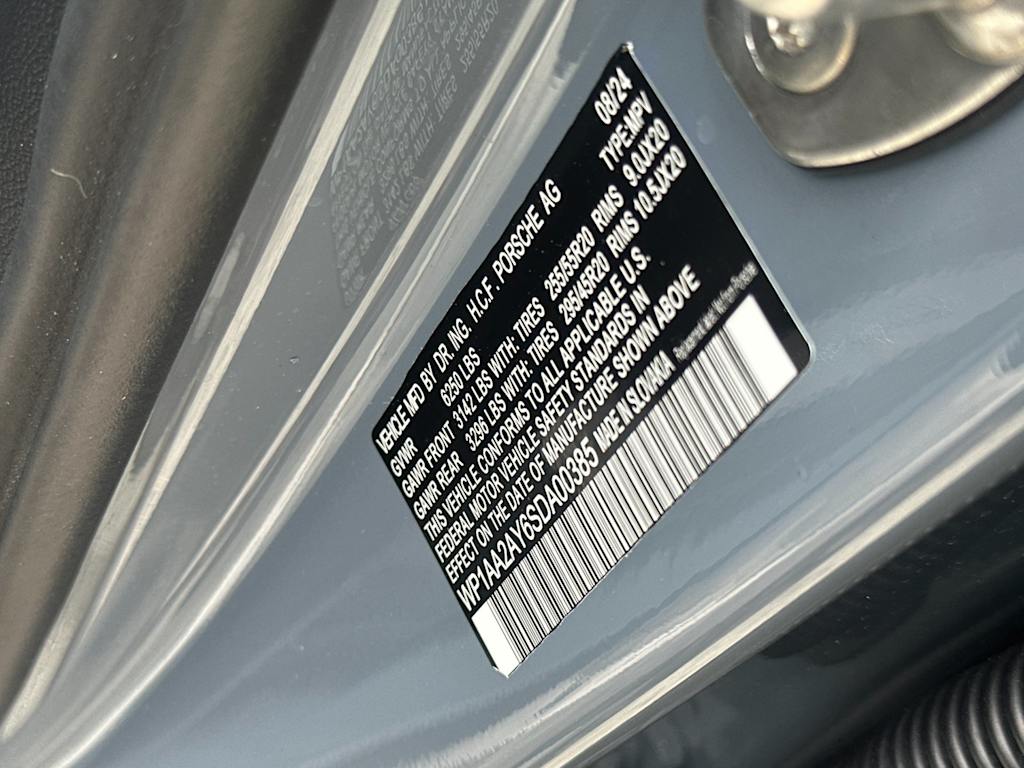 VEHICLE MFD BY DR. ING. H.C.F. PORSCHE AG 08/24
GVWR 6250 LBS TYPE:MPV
GAWR FRONT 3142 LBS WITH: TIRES 255/55R20 RIMS 9.0JX20
GAWR REAR 3296 LBS WITH: TIRES 295/45R20 RIMS 10.5JX20
THIS VEHICLE CONFORMS TO ALL APPLICABLE U.S.
FEDERAL MOTOR VEHICLE SAFETY STANDARDS IN
EFFECT ON THE DATE OF MANUFACTURE SHOWN ABOVE
WP1AA2AY6SDA00385 MADE IN SLOVAKIA